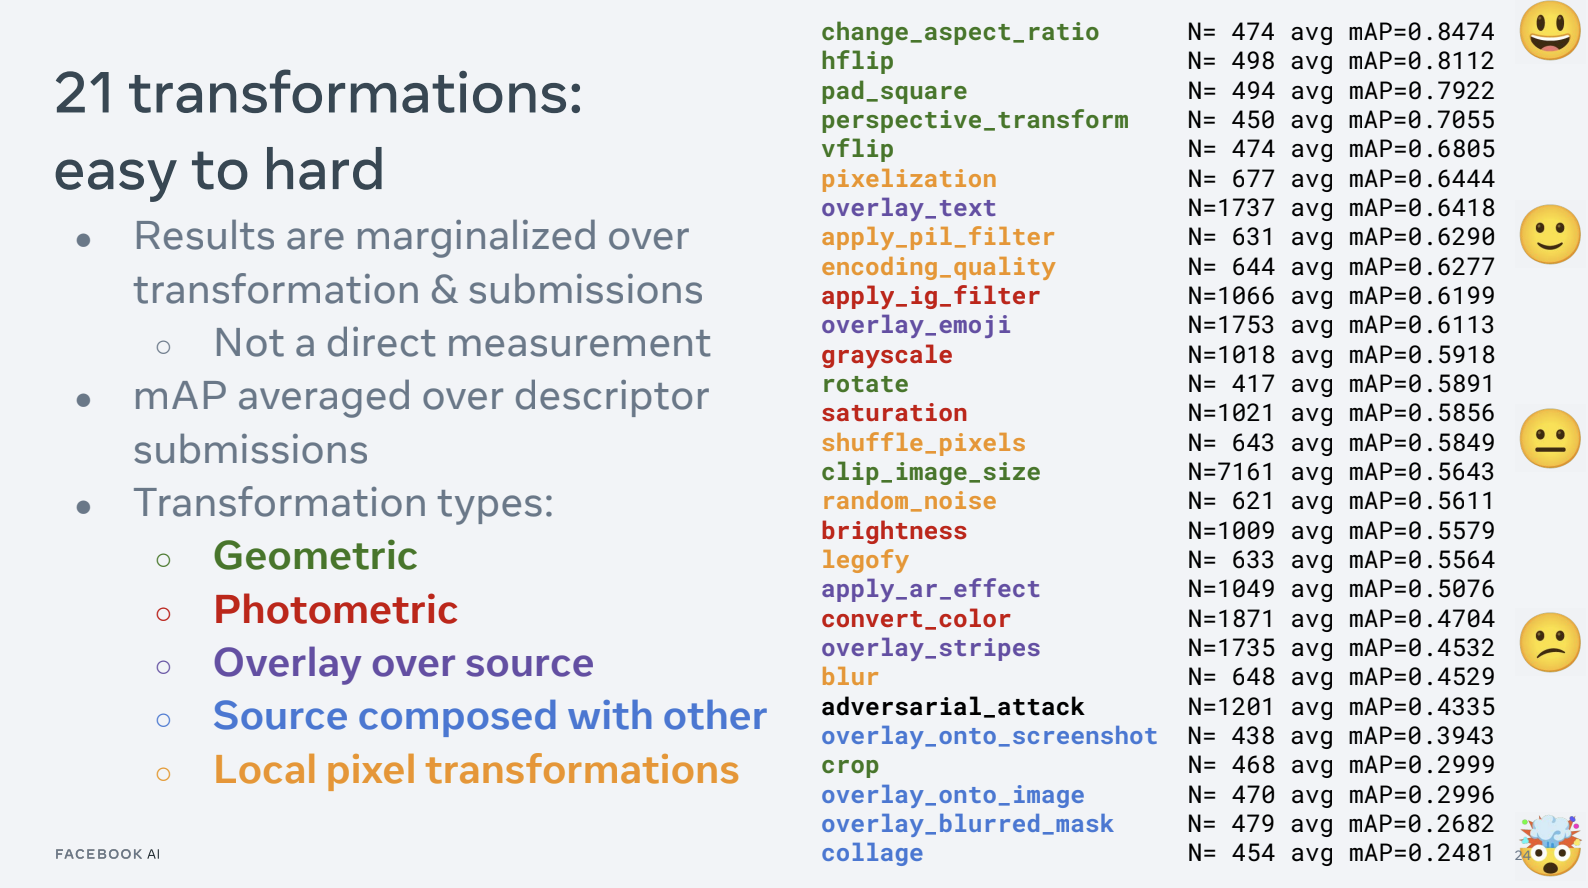 21 transformations:
easy to hard
● Results are marginalized over
transformation & submissions
○ Not a direct measurement
● mAP averaged over descriptor
submissions
● Transformation types:
○ Geometric
○ Photometric
○ Overlay over source
○ Source composed with other
○ Local pixel transformations
FACEBOOK AI
change_aspect_ratio N= 474 avg mAP=0.8474
hflip N= 498 avg mAP=0.8112
pad_square N= 494 avg mAP=0.7922
perspective_transform N= 450 avg mAP=0.7055
vflip N= 474 avg mAP=0.6805
pixelization N= 677 avg mAP=0.6444
overlay_text N=1737 avg mAP=0.6418
apply_pil_filter N= 631 avg mAP=0.6290
encoding_quality N= 644 avg mAP=0.6277
apply_ig_filter N=1066 avg mAP=0.6199
overlay_emoji N=1753 avg mAP=0.6113
grayscale N=1018 avg mAP=0.5918
rotate N= 417 avg mAP=0.5891
saturation N=1021 avg mAP=0.5856
shuffle_pixels N= 643 avg mAP=0.5849
clip_image_size N=7161 avg mAP=0.5643
random_noise N= 621 avg mAP=0.5611
brightness N=1009 avg mAP=0.5579
legofy N= 633 avg mAP=0.5564
apply_ar_effect N=1049 avg mAP=0.5076
convert_color N=1871 avg mAP=0.4704
overlay_stripes N=1735 avg mAP=0.4532
blur N= 648 avg mAP=0.4529
adversarial_attack N=1201 avg mAP=0.4335
overlay_onto_screenshot N= 438 avg mAP=0.3943
crop N= 468 avg mAP=0.2999
overlay_onto_image N= 470 avg mAP=0.2996
overlay_blurred_mask N= 479 avg mAP=0.2682
collage N= 454 avg mAP=0.2481
24